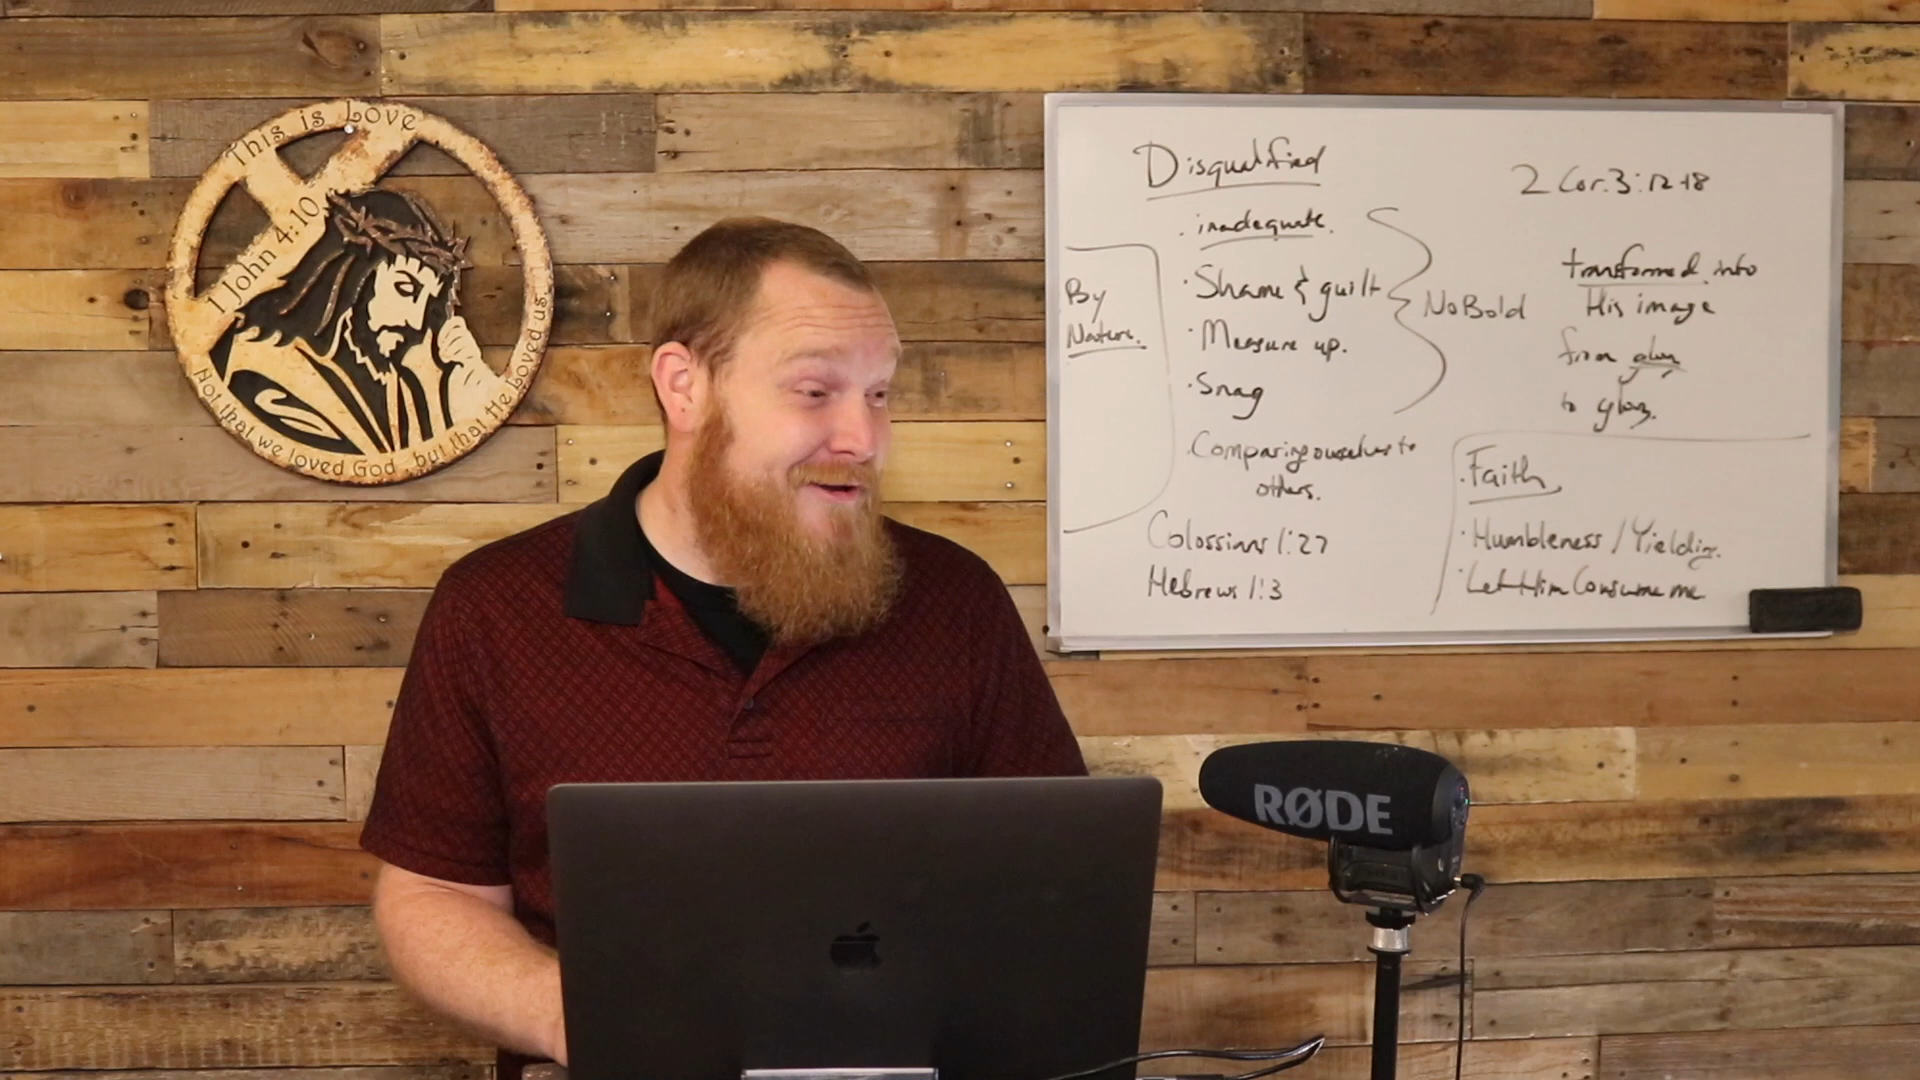 This is Love
1 John 4:10
Not that we loved God, but that He loved us.
Disqualified
· inadequate.
· Shame & guilt
· Measure up.
· Snag
· Comparing ourselves to
others.
By
Nature.
No Bold
Colossians 1:27
Hebrews 1:3
2 Cor. 3:12-18
transformed into
His image
from glory
to glory.
· Faith
· Humbleness / Yielding.
· Let Him Consume me
RØDE